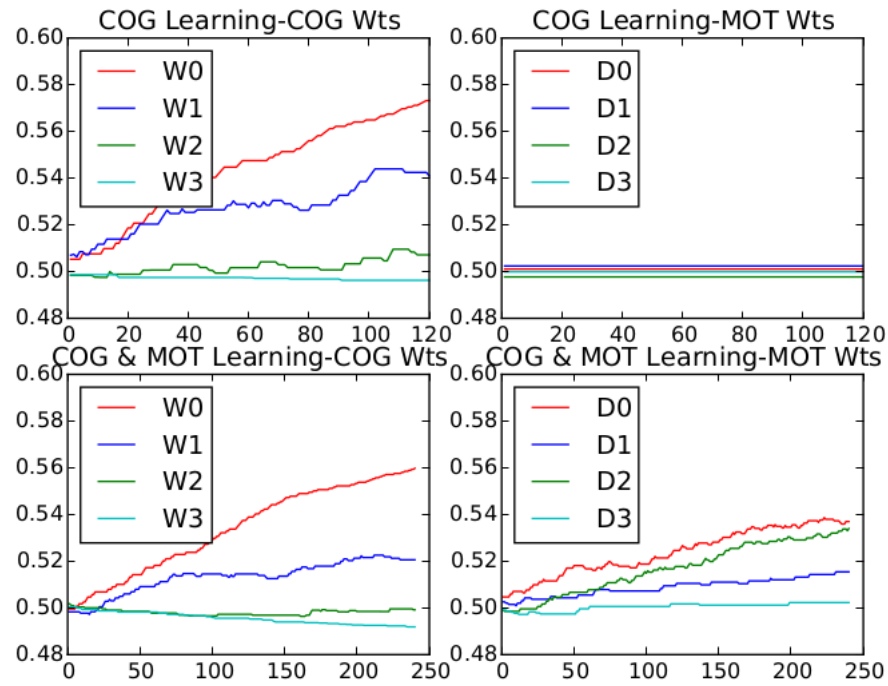 COG Learning-COG Wts
0.60
0.58
0.56
0.54
0.52
0.50
0.48
W0
W1
W2
W3
0 20 40 60 80 100 120
COG Learning-MOT Wts
0.60
0.58
0.56
0.54
0.52
0.50
0.48
D0
D1
D2
D3
0 20 40 60 80 100 120
COG & MOT Learning-COG Wts
0.60
0.58
0.56
0.54
0.52
0.50
0.48
W0
W1
W2
W3
0 50 100 150 200 250
COG & MOT Learning-MOT Wts
0.60
0.58
0.56
0.54
0.52
0.50
0.48
D0
D1
D2
D3
0 50 100 150 200 250